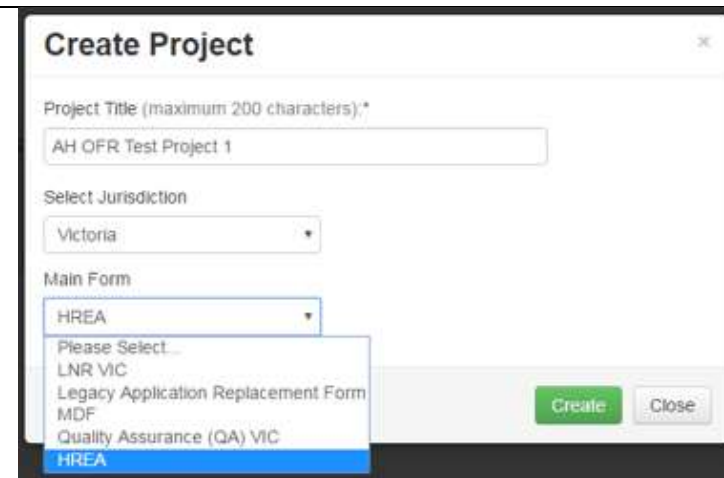 Create Project
×
Project Title (maximum 200 characters):*
AH OFR Test Project 1
Select Jurisdiction
Victoria
Main Form
HREA
Please Select...
LNR VIC
Legacy Application Replacement Form
MDF
Quality Assurance (QA) VIC
HREA
Create Close